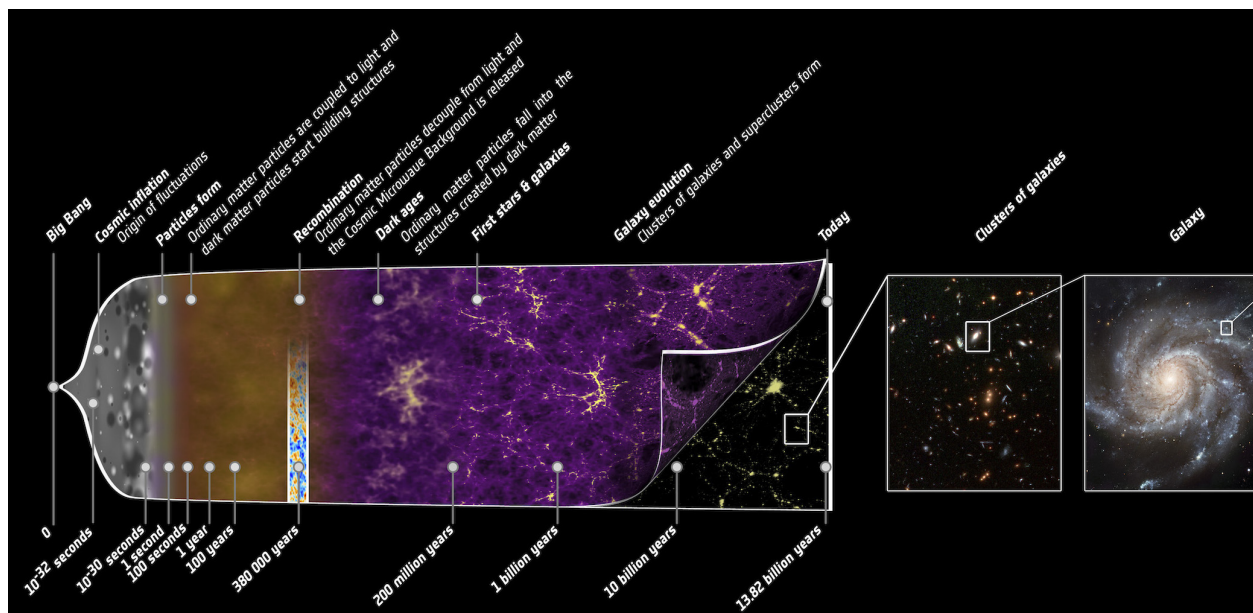 Big Bang
Cosmic inflation
Origin of fluctuations
Particles form
Ordinary matter particles are coupled to light and
dark matter particles start building structures
Recombination
Ordinary matter particles decouple from light and
the Cosmic Microwave Background is released
Dark ages
Ordinary matter particles fall into the
structures created by dark matter
First stars & galaxies
Galaxy evolution
Clusters of galaxies and superclusters form
Today
Clusters of galaxies
Galaxy
0
10⁻³² seconds
10⁻³⁰ seconds
1 second
100 seconds
1 year
100 years
380 000 years
200 million years
1 billion years
10 billion years
13.82 billion years